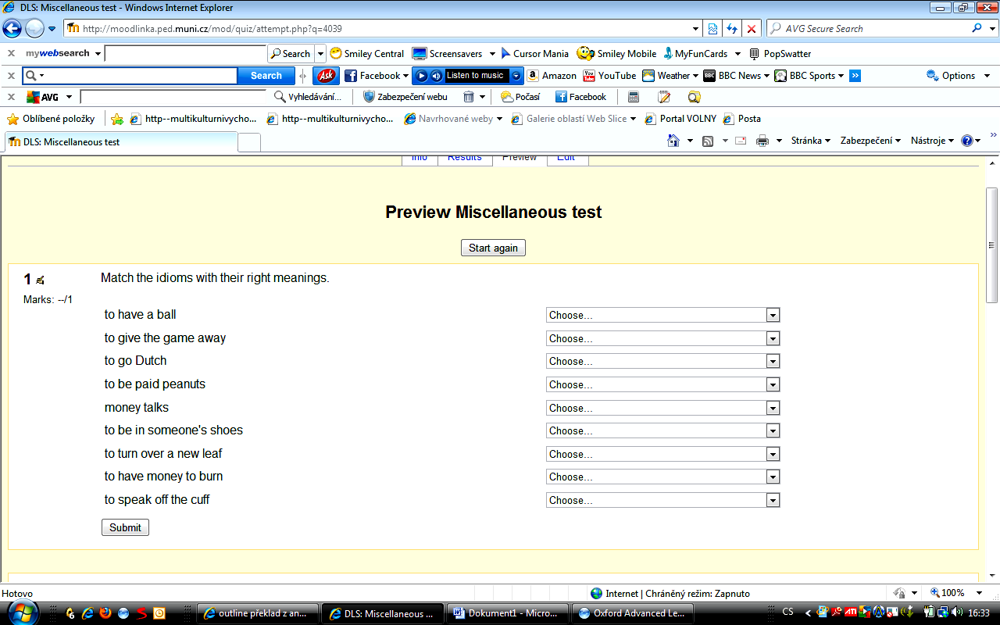 DLS: Miscellaneous test - Windows Internet Explorer
http://moodlinka.ped.muni.cz/mod/quiz/attempt.php?q=4039
AVG Secure Search
mywebsearch Search Smiley Central Screensavers Cursor Mania Smiley Mobile MyFunCards PopSwatter
Search Ask Facebook Listen to music Amazon YouTube Weather BBC News BBC Sports Options
AVG Vyhledávání... Zabezpečení webu Počasí Facebook
Oblíbené položky http--multikulturnivycho... http--multikulturnivycho... Navrhované weby Galerie oblastí Web Slice Portal VOLNY Posta
DLS: Miscellaneous test Stránka Zabezpečení Nástroje
Info Results Preview Edit
Preview Miscellaneous test
Start again
1 Match the idioms with their right meanings.
Marks: --/1
to have a ball Choose...
to give the game away Choose...
to go Dutch Choose...
to be paid peanuts Choose...
money talks Choose...
to be in someone's shoes Choose...
to turn over a new leaf Choose...
to have money to burn Choose...
to speak off the cuff Choose...
Submit
Hotovo Internet | Chráněný režim: Zapnuto 100%
outline překlad z an... DLS: Miscellaneous ... Dokument1 - Micro... Oxford Advanced Le... CS ATI 16:33